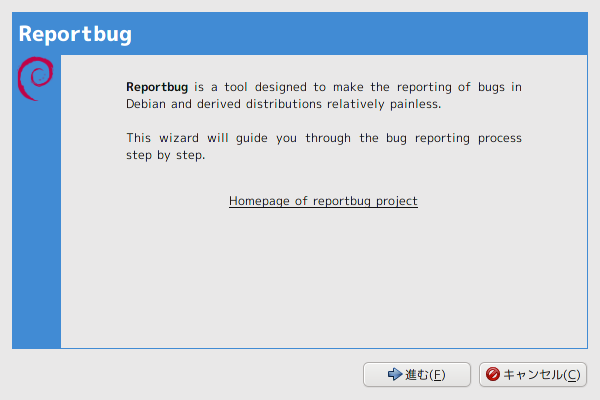 Reportbug
Reportbug is a tool designed to make the reporting of bugs in
Debian and derived distributions relatively painless.
This wizard will guide you through the bug reporting process
step by step.
Homepage of reportbug project
進む(F)
キャンセル(C)